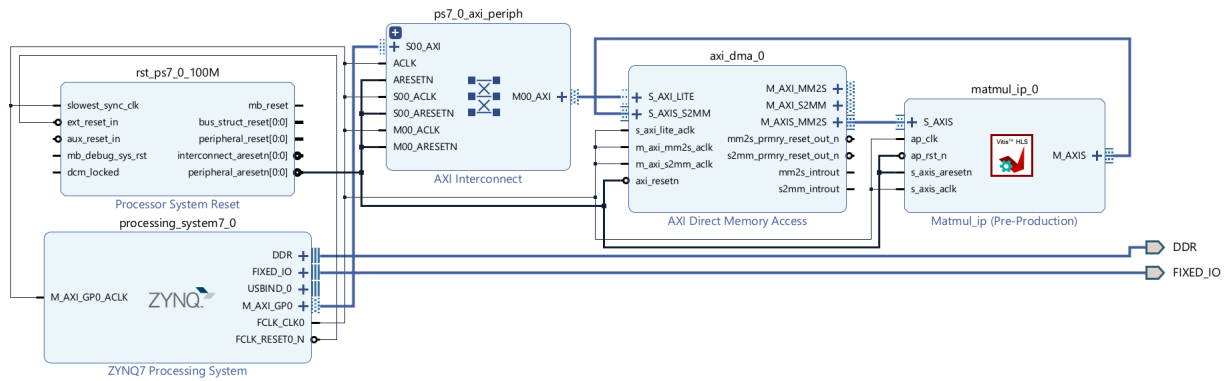 ps7_0_axi_periph
S00_AXI
ACLK
ARESETN
S00_ACLK
S00_ARESETN
M00_ACLK
M00_ARESETN
M00_AXI
AXI Interconnect
rst_ps7_0_100M
slowest_sync_clk
ext_reset_in
aux_reset_in
mb_debug_sys_rst
dcm_locked
mb_reset
bus_struct_reset[0:0]
peripheral_reset[0:0]
interconnect_aresetn[0:0]
peripheral_aresetn[0:0]
Processor System Reset
axi_dma_0
S_AXI_LITE
S_AXIS_S2MM
s_axi_lite_aclk
m_axi_mm2s_aclk
m_axi_s2mm_aclk
axi_resetn
M_AXI_MM2S
M_AXI_S2MM
M_AXIS_MM2S
mm2s_prmry_reset_out_n
s2mm_prmry_reset_out_n
mm2s_introut
s2mm_introut
AXI Direct Memory Access
matmul_ip_0
S_AXIS
ap_clk
ap_rst_n
s_axis_aresetn
s_axis_aclk
Vitis™ HLS
M_AXIS
Matmul_ip (Pre-Production)
processing_system7_0
M_AXI_GP0_ACLK
ZYNQ
DDR
FIXED_IO
USBIND_0
M_AXI_GP0
FCLK_CLK0
FCLK_RESET0_N
ZYNQ7 Processing System
DDR
FIXED_IO